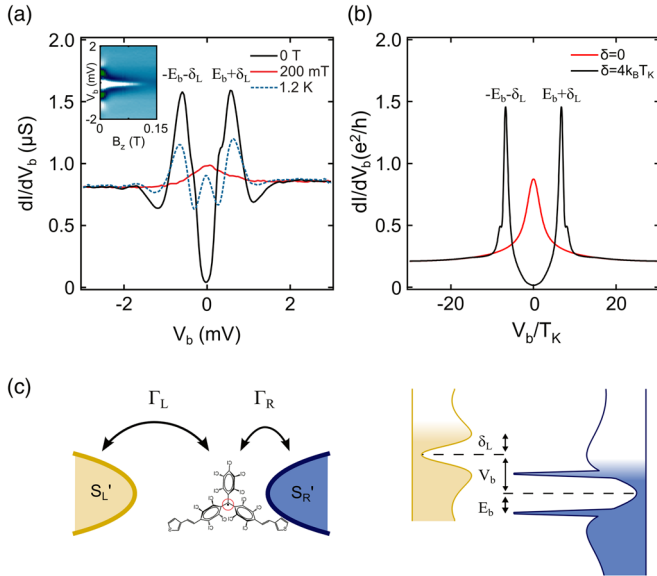 (a)
2.0
1.5
1.0
0.5
0
dI/dV_b (µS)
2
0
-2
V_b (mV)
0
0.15
B_z (T)
0 T
200 mT
1.2 K
-E_b-δ_L
E_b+δ_L
-2
0
2
V_b (mV)
(b)
2.0
1.5
1.0
0.5
0
dI/dV_b (e²/h)
δ=0
δ=4k_BT_K
-E_b-δ_L
E_b+δ_L
-20
0
20
V_b/T_K
(c)
Γ_L
Γ_R
S_L'
S_R'
δ_L
V_b
E_b